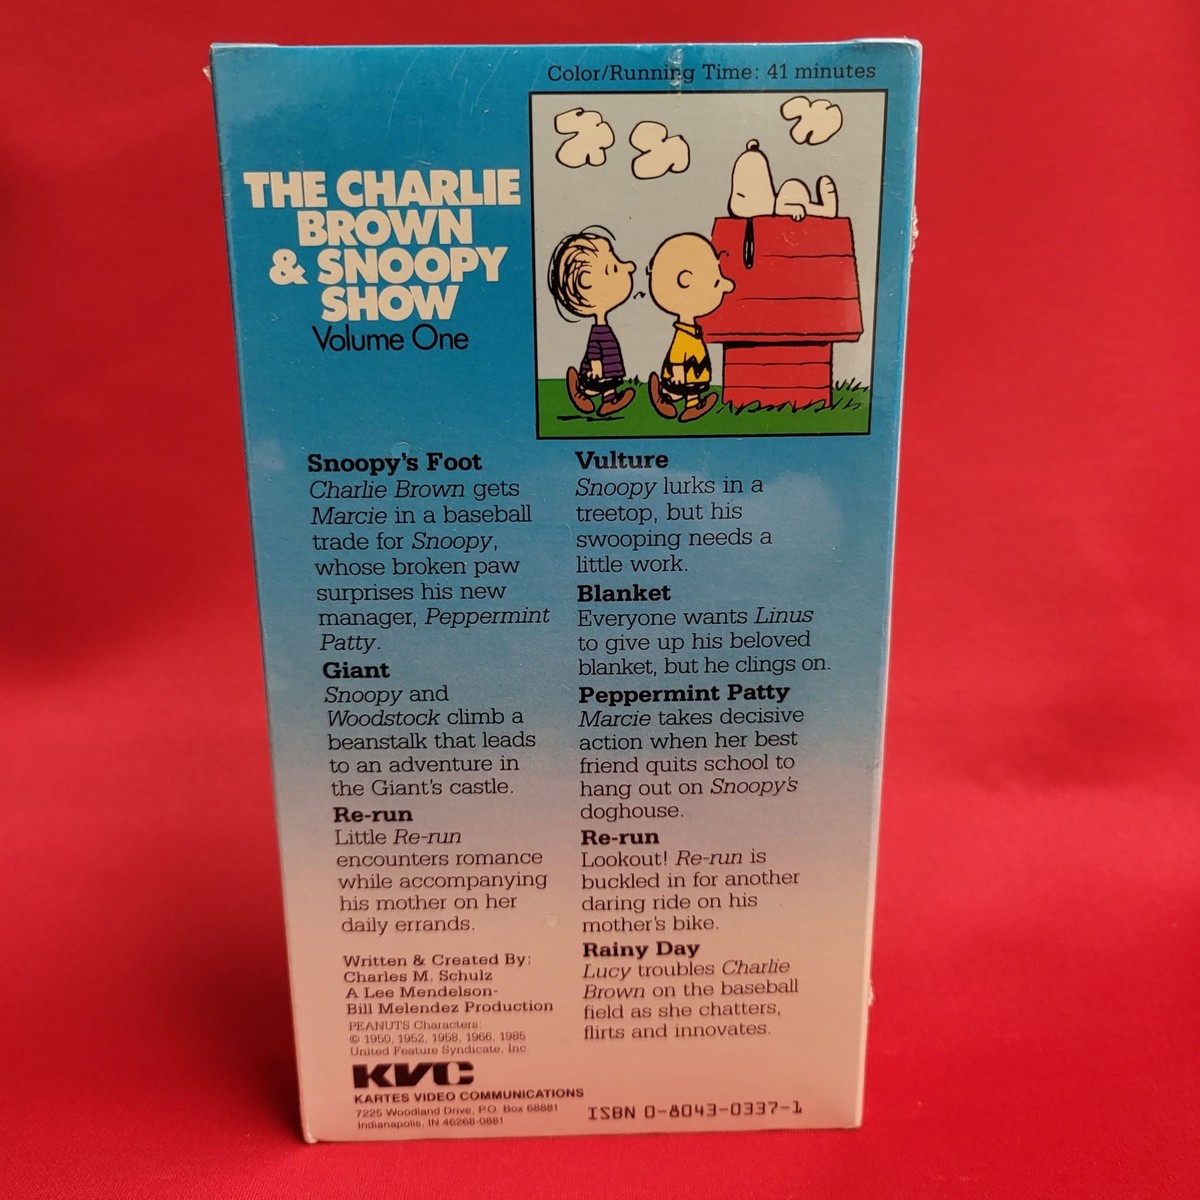 Color/Running Time: 41 minutes
THE CHARLIE
BROWN
& SNOOPY
SHOW
Volume One
Snoopy's Foot
Charlie Brown gets
Marcie in a baseball
trade for Snoopy,
whose broken paw
surprises his new
manager, Peppermint
Patty.
Giant
Snoopy and
Woodstock climb a
beanstalk that leads
to an adventure in
the Giant's castle.
Re-run
Little Re-run
encounters romance
while accompanying
his mother on her
daily errands.
Written & Created By:
Charles M. Schulz
A Lee Mendelson-
Bill Melendez Production
PEANUTS Characters:
© 1950, 1952, 1958, 1966, 1985
United Feature Syndicate, Inc.
KVC
KARTES VIDEO COMMUNICATIONS
7225 Woodland Drive, P.O. Box 68881
Indianapolis, IN 46268-0881
Vulture
Snoopy lurks in a
treetop, but his
swooping needs a
little work.
Blanket
Everyone wants Linus
to give up his beloved
blanket, but he clings on.
Peppermint Patty
Marcie takes decisive
action when her best
friend quits school to
hang out on Snoopy's
doghouse.
Re-run
Lookout! Re-run is
buckled in for another
daring ride on his
mother's bike.
Rainy Day
Lucy troubles Charlie
Brown on the baseball
field as she chatters,
flirts and innovates.
ISBN 0-8043-0337-1